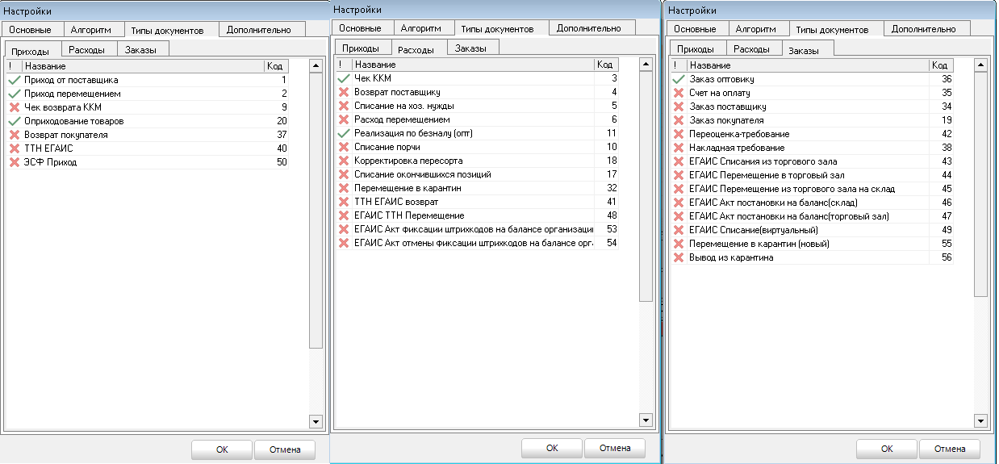 Настройки
Основные Алгоритм Типы документов Дополнительно
Приходы Расходы Заказы
! Название Код
Приход от поставщика 1
Приход перемещением 2
Чек возврата ККМ 9
Оприходование товаров 20
Возврат покупателя 37
ТТН ЕГАИС 40
ЭСФ Приход 50
OK Отмена
Настройки
Основные Алгоритм Типы документов Дополнительно
Приходы Расходы Заказы
! Название Код
Чек ККМ 3
Возврат поставщику 4
Списание на хоз. нужды 5
Расход перемещением 6
Реализация по безналу (опт) 11
Списание порчи 10
Корректировка пересорта 18
Списание окончившихся позиций 17
Перемещение в карантин 32
ТТН ЕГАИС возврат 41
ЕГАИС ТТН Перемещение 48
ЕГАИС Акт фиксации штрихкодов на балансе организации 53
ЕГАИС Акт отмены фиксации штрихкодов на балансе орг 54
OK Отмена
Настройки
Основные Алгоритм Типы документов Дополнительно
Приходы Расходы Заказы
! Название Код
Заказ оптовику 36
Счет на оплату 35
Заказ поставщику 34
Заказ покупателя 19
Переоценка-требование 42
Накладная требование 38
ЕГАИС Списания из торгового зала 43
ЕГАИС Перемещение в торговый зал 44
ЕГАИС Перемещение из торгового зала на склад 45
ЕГАИС Акт постановки на баланс(склад) 46
ЕГАИС Акт постановки на баланс(торговый зал) 47
ЕГАИС Списание(виртуальный) 49
Перемещение в карантин (новый) 55
Вывод из карантина 56
OK Отмена